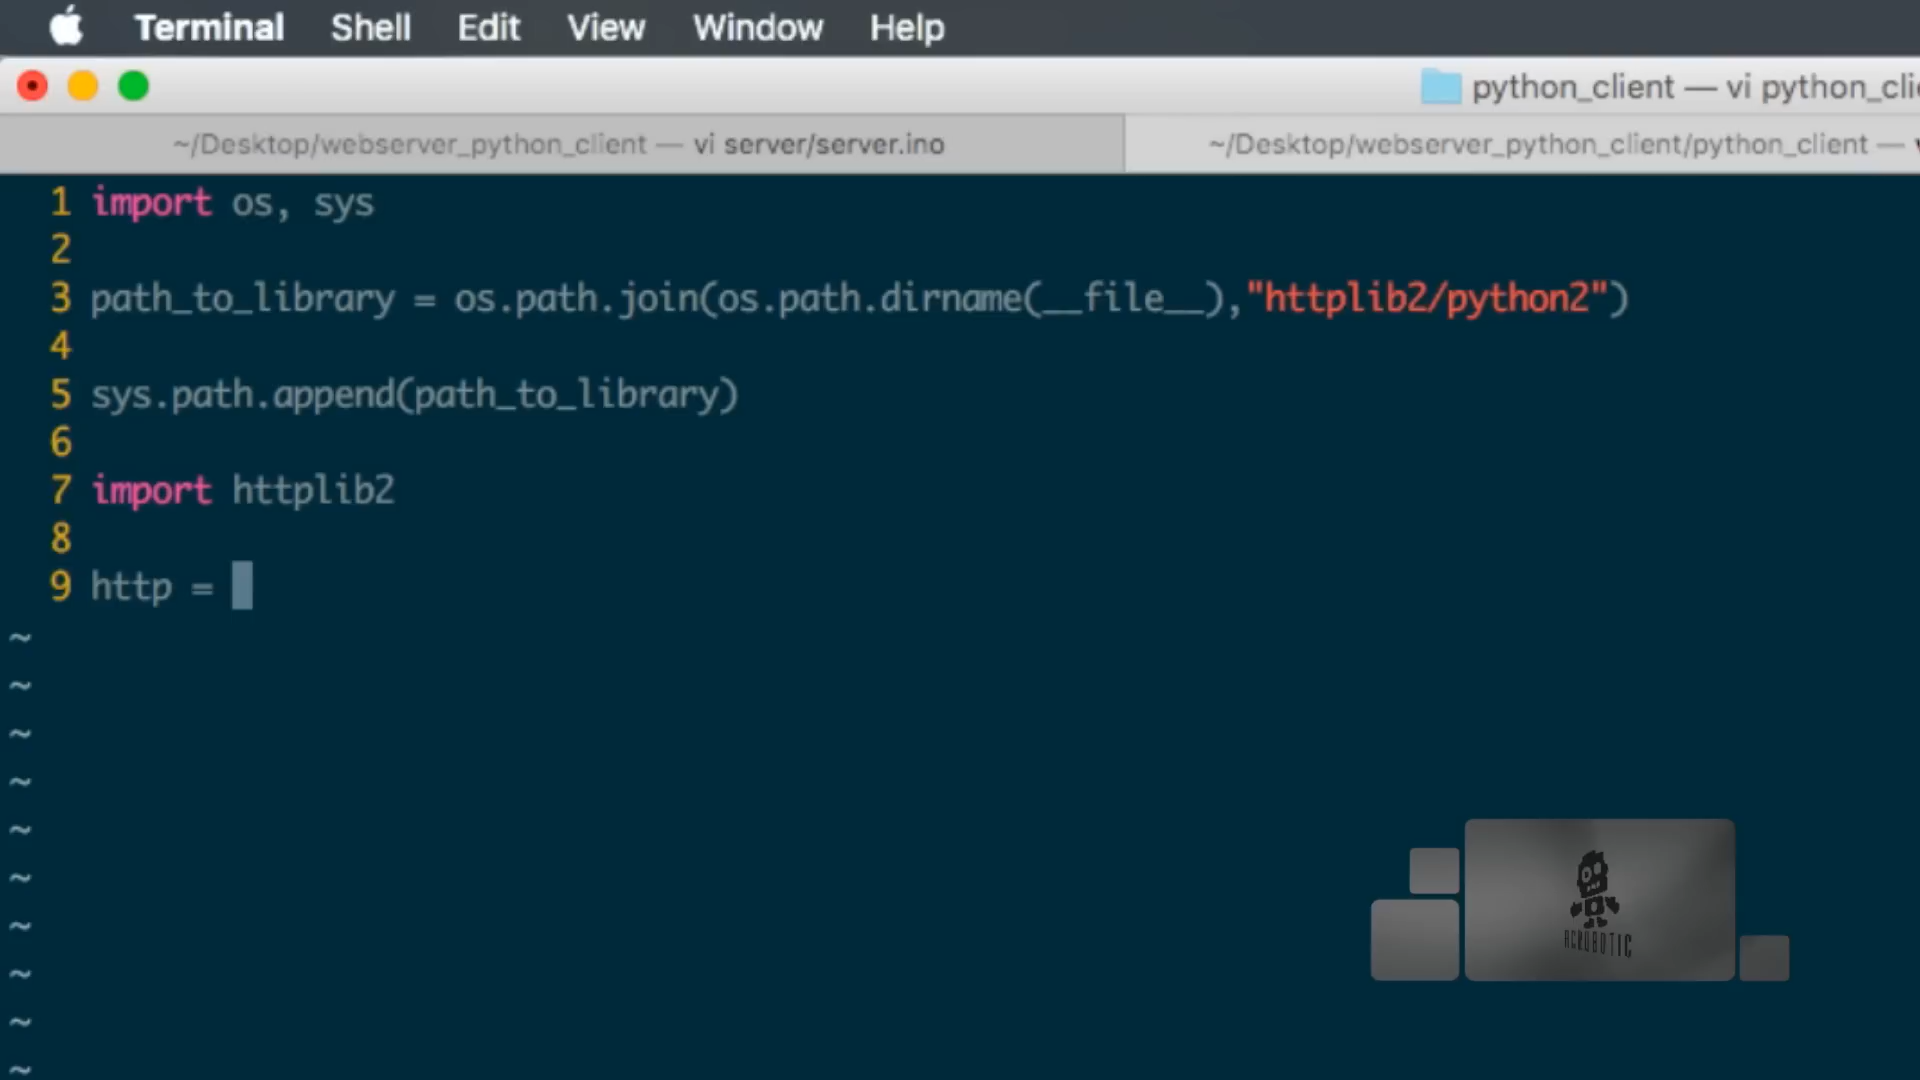 Terminal Shell Edit View Window Help
python_client — vi python_cli
~/Desktop/webserver_python_client — vi server/server.ino
~/Desktop/webserver_python_client/python_client —
1 import os, sys
2
3 path_to_library = os.path.join(os.path.dirname(__file__),"httplib2/python2")
4
5 sys.path.append(path_to_library)
6
7 import httplib2
8
9 http =
~
~
~
~
~
~
~
~
~
~
ACROBOTIC